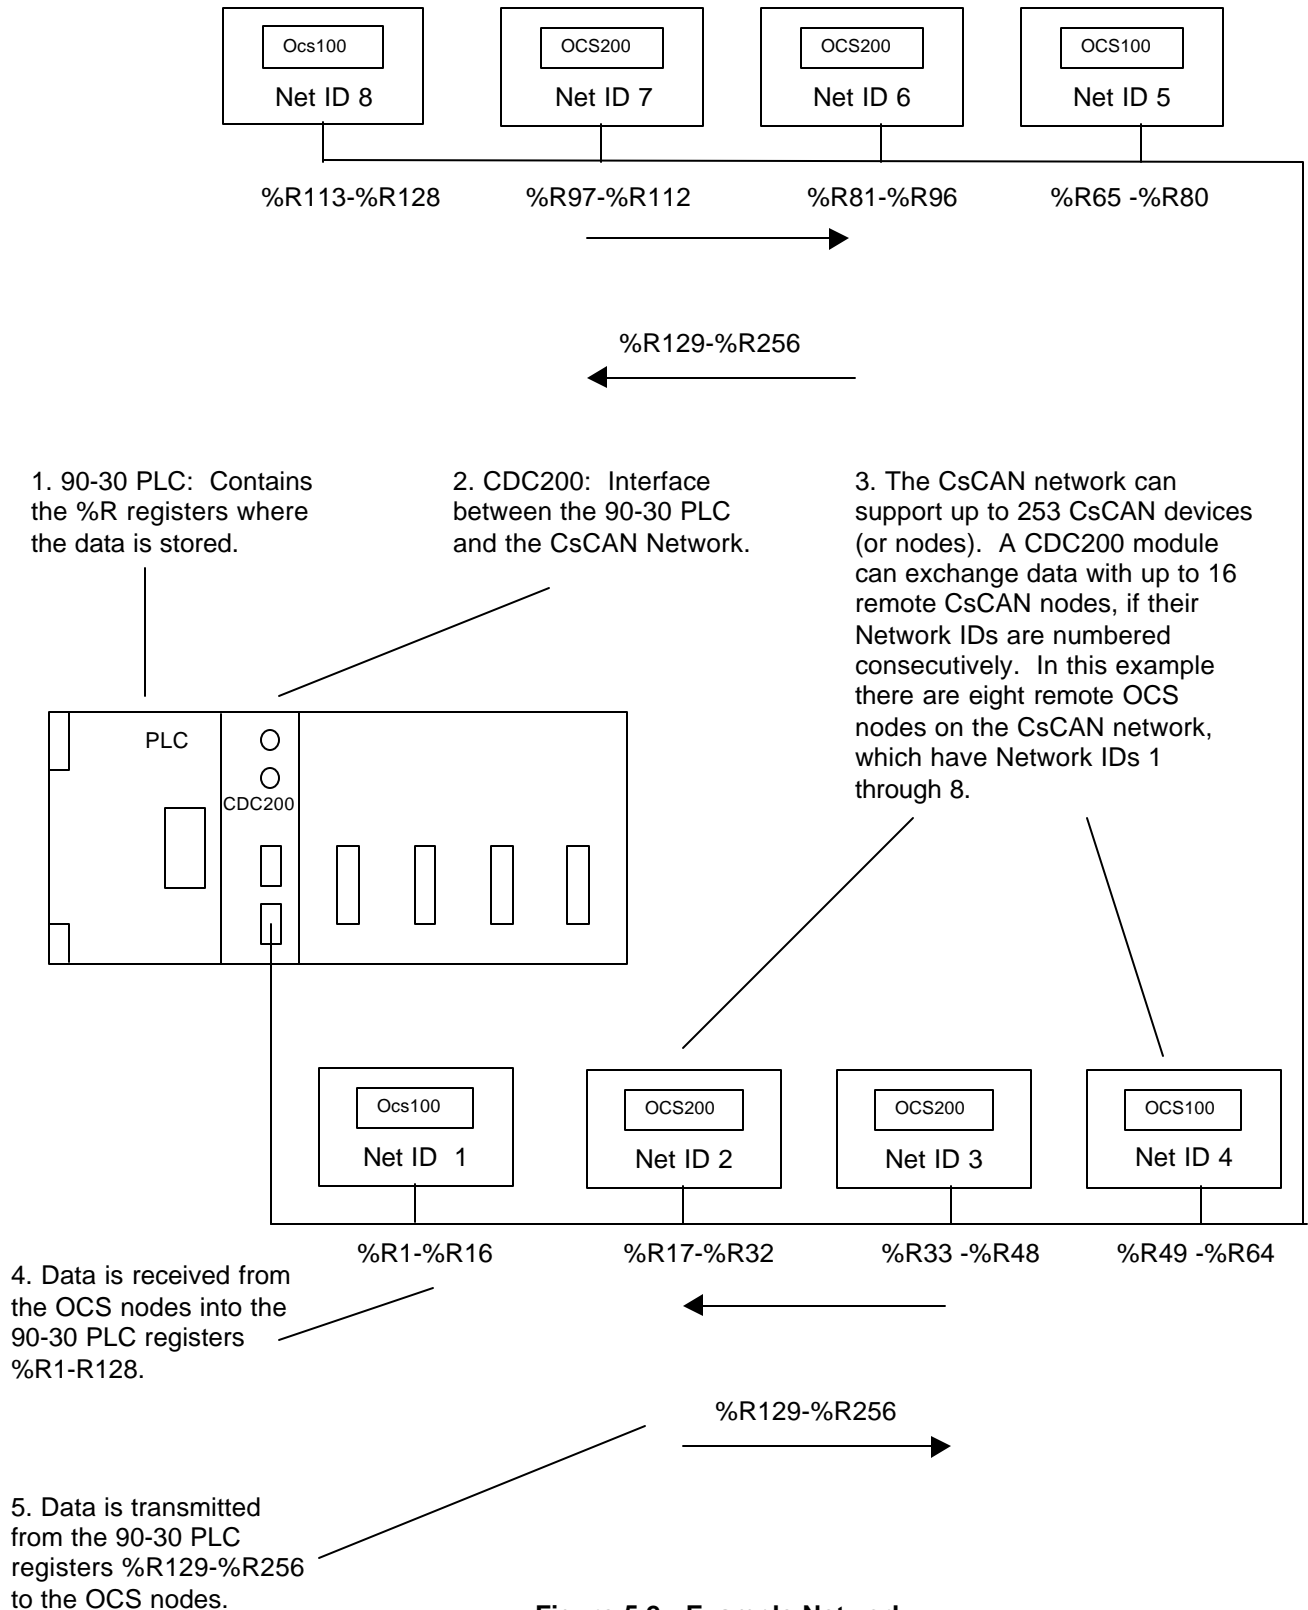 Ocs100
Net ID 8
OCS200
Net ID 7
OCS200
Net ID 6
OCS100
Net ID 5
%R113-%R128
%R97-%R112
%R81-%R96
%R65 -%R80
%R129-%R256
1. 90-30 PLC: Contains
the %R registers where
the data is stored.
2. CDC200: Interface
between the 90-30 PLC
and the CsCAN Network.
3. The CsCAN network can
support up to 253 CsCAN devices
(or nodes). A CDC200 module
can exchange data with up to 16
remote CsCAN nodes, if their
Network IDs are numbered
consecutively. In this example
there are eight remote OCS
nodes on the CsCAN network,
which have Network IDs 1
through 8.
PLC
CDC200
Ocs100
Net ID 1
OCS200
Net ID 2
OCS200
Net ID 3
OCS100
Net ID 4
%R1-%R16
%R17-%R32
%R33 -%R48
%R49 -%R64
4. Data is received from
the OCS nodes into the
90-30 PLC registers
%R1-R128.
%R129-%R256
5. Data is transmitted
from the 90-30 PLC
registers %R129-%R256
to the OCS nodes.
Example Network